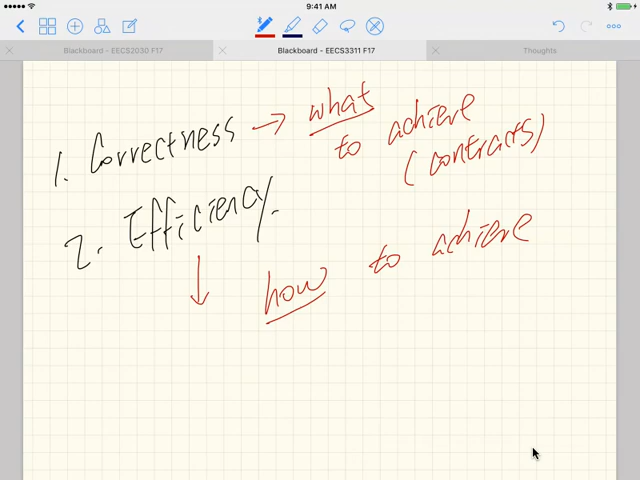 9:41 AM
Blackboard - EECS2030 F17
Blackboard - EECS3311 F17
Thoughts
1. Correctness → what to achieve
(contracts)
2. Efficiency.
↓ how to achieve